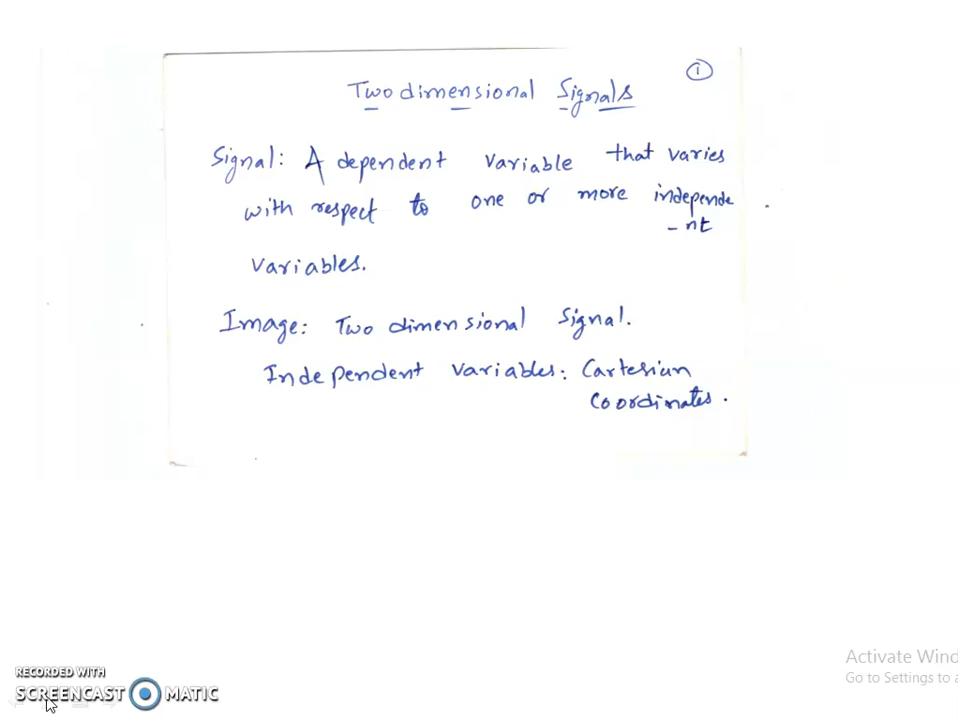 ①
Two dimensional Signals
Signal: A dependent variable that varies
with respect to one or more independe
-nt
variables.
Image: Two dimensional signal.
Independent variables: Cartesian
coordinates.
RECORDED WITH
SCREENCAST MATIC
Activate Wind
Go to Settings to a